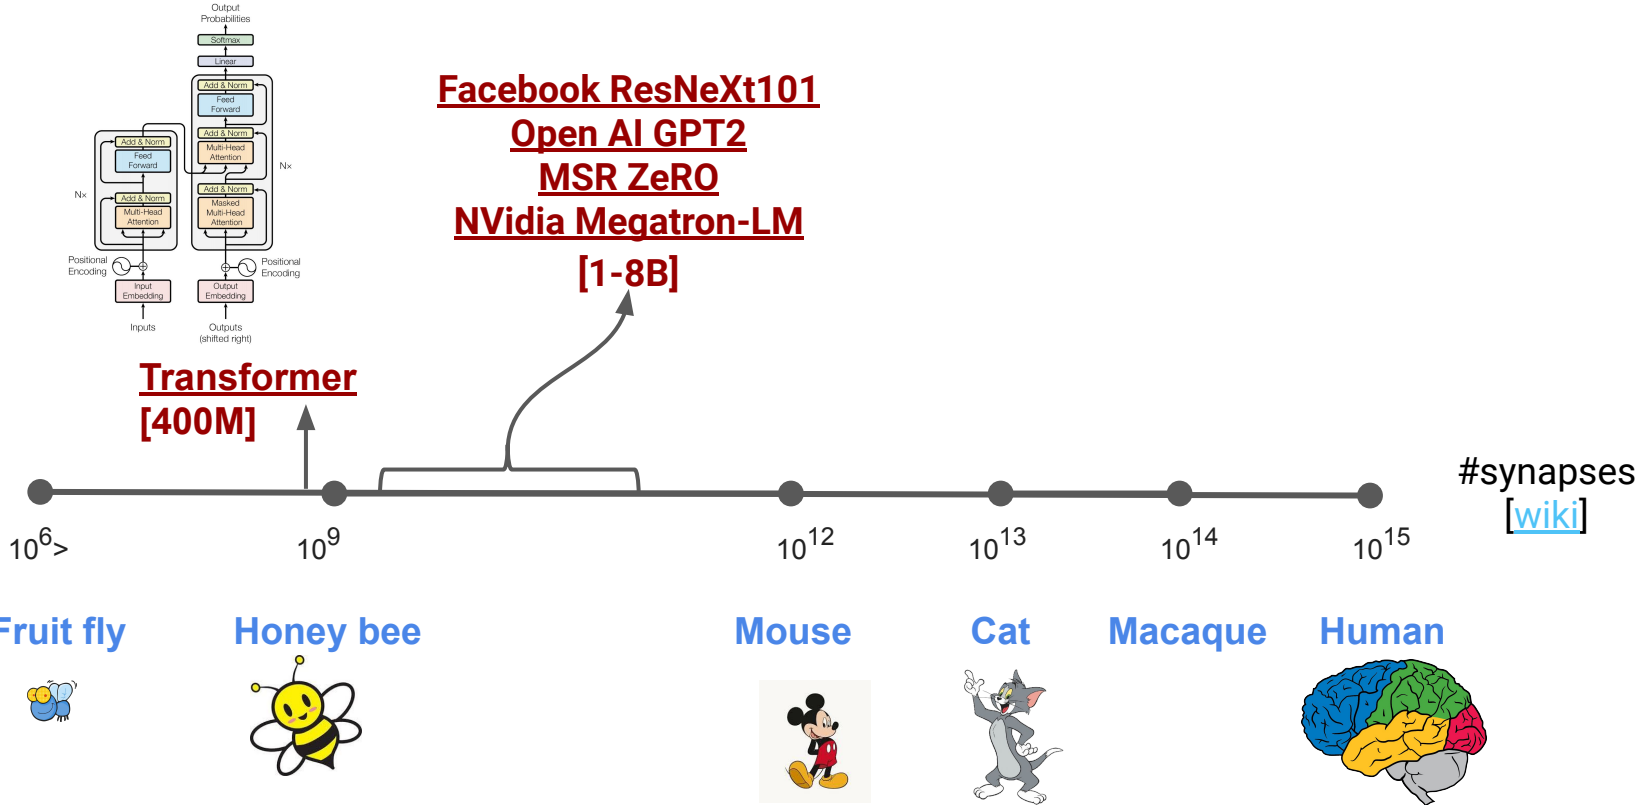 Output
Probabilities
Softmax
Linear
Add & Norm
Feed
Forward
Add & Norm
Multi-Head
Attention
Add & Norm
Masked
Multi-Head
Attention
Nx
Add & Norm
Feed
Forward
Nx
Add & Norm
Multi-Head
Attention
Positional
Encoding
Positional
Encoding
Input
Embedding
Output
Embedding
Inputs
Outputs
(shifted right)
Facebook ResNeXt101
Open AI GPT2
MSR ZeRO
NVidia Megatron-LM
[1-8B]
Transformer
[400M]
#synapses
[wiki]
10^6>
10^9
10^12
10^13
10^14
10^15
Fruit fly
Honey bee
Mouse
Cat
Macaque
Human